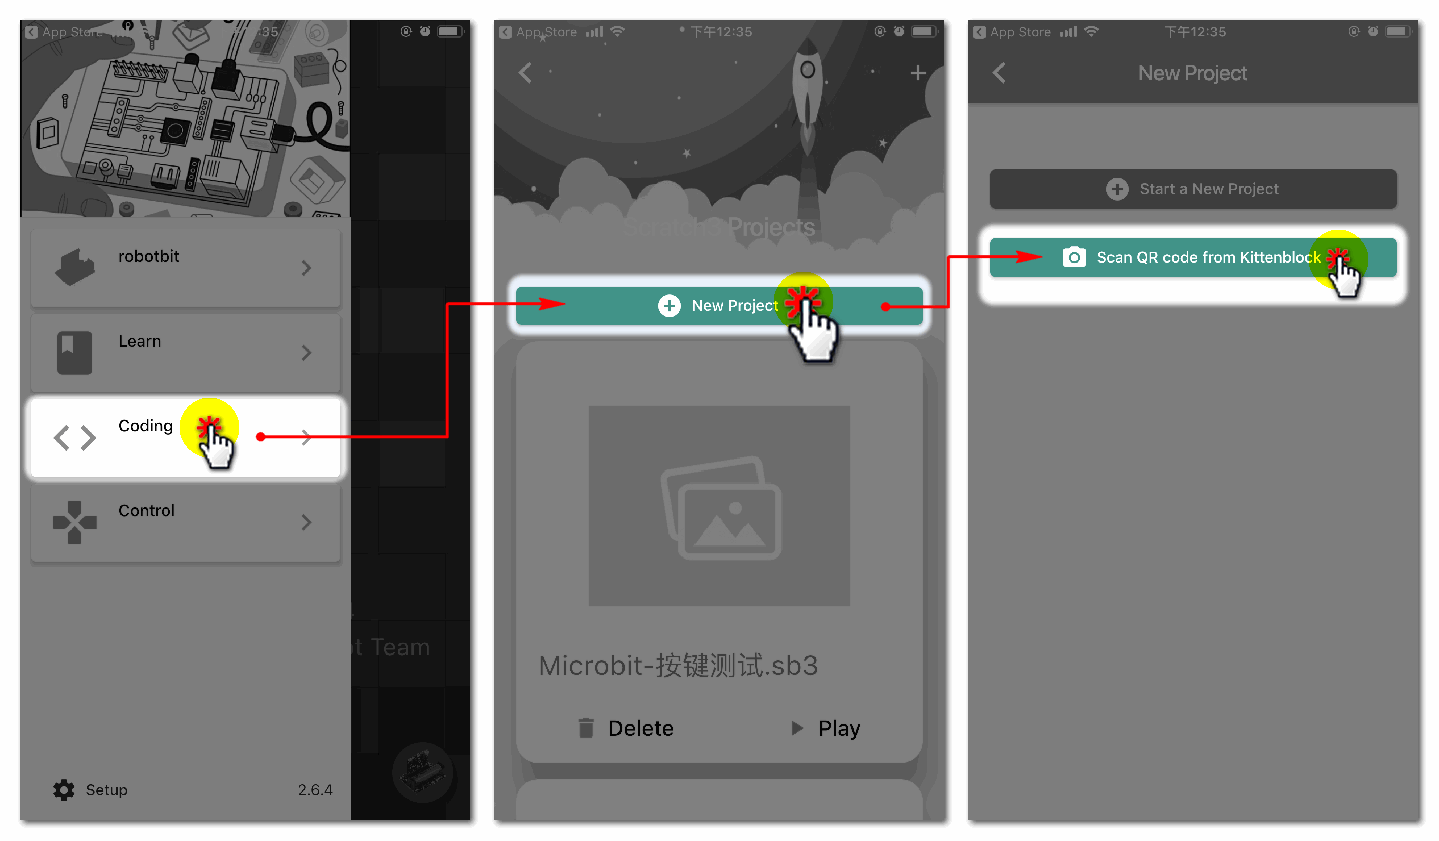 App Store
robotbit
Learn
Coding
Control
t Team
Setup
2.6.4
App Store
下午12:35
Scratch3 Projects
New Project
Microbit-按键测试.sb3
Delete
Play
App Store
下午12:35
New Project
Start a New Project
Scan QR code from Kittenblock